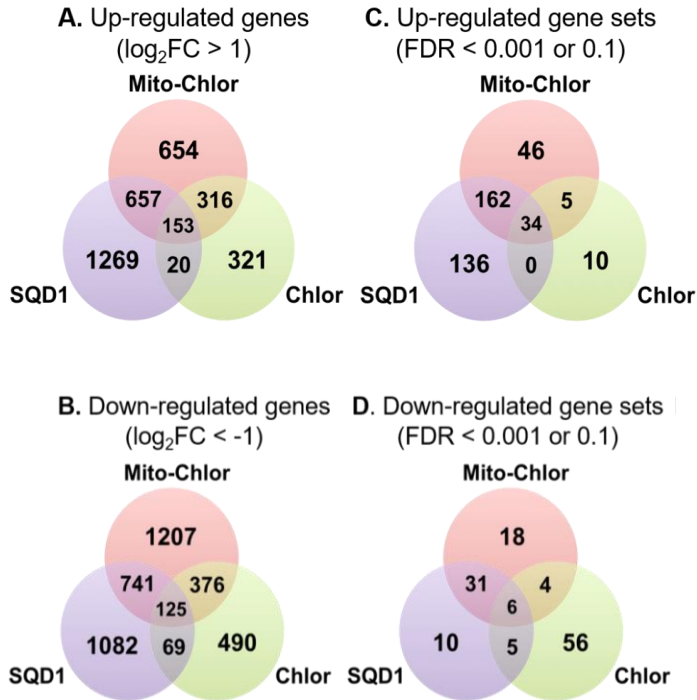 A. Up-regulated genes
(log₂FC > 1)
Mito-Chlor
654
657
316
153
1269
20
321
SQD1
Chlor
C. Up-regulated gene sets
(FDR < 0.001 or 0.1)
Mito-Chlor
46
162
5
34
136
0
10
SQD1
Chlor
B. Down-regulated genes
(log₂FC < -1)
Mito-Chlor
1207
741
376
125
1082
69
490
SQD1
Chlor
D. Down-regulated gene sets
(FDR < 0.001 or 0.1)
Mito-Chlor
18
31
4
6
10
5
56
SQD1
Chlor